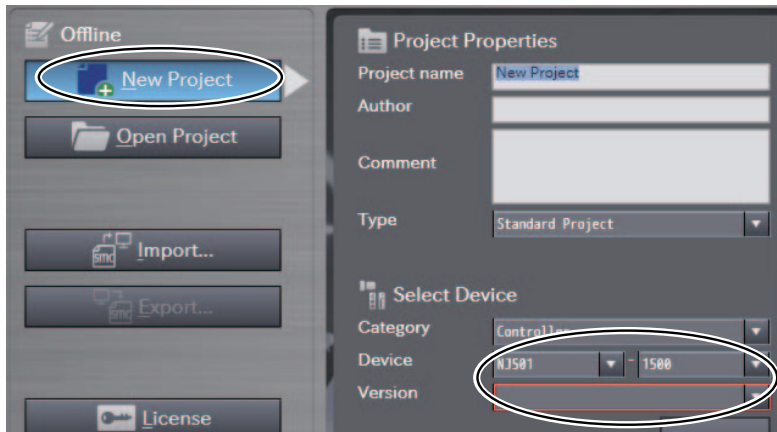 Offline
New Project
Open Project
Import...
Export...
License
Project Properties
Project name New Project
Author
Comment
Type Standard Project
Select Device
Category Controller
Device NJ501 - 1500
Version